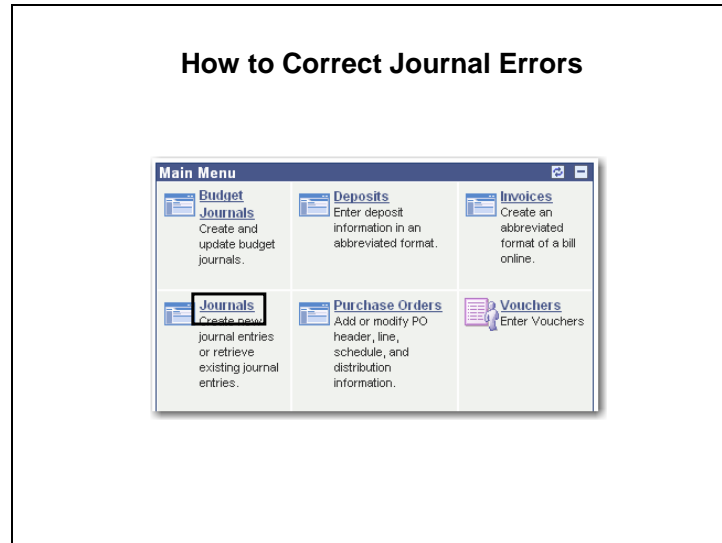 How to Correct Journal Errors
Main Menu
Budget
Journals
Create and
update budget
journals.
Deposits
Enter deposit
information in an
abbreviated format.
Invoices
Create an
abbreviated
format of a bill
online.
Journals
Create new
journal entries
or retrieve
existing journal
entries.
Purchase Orders
Add or modify PO
header, line,
schedule, and
distribution
information.
Vouchers
Enter Vouchers